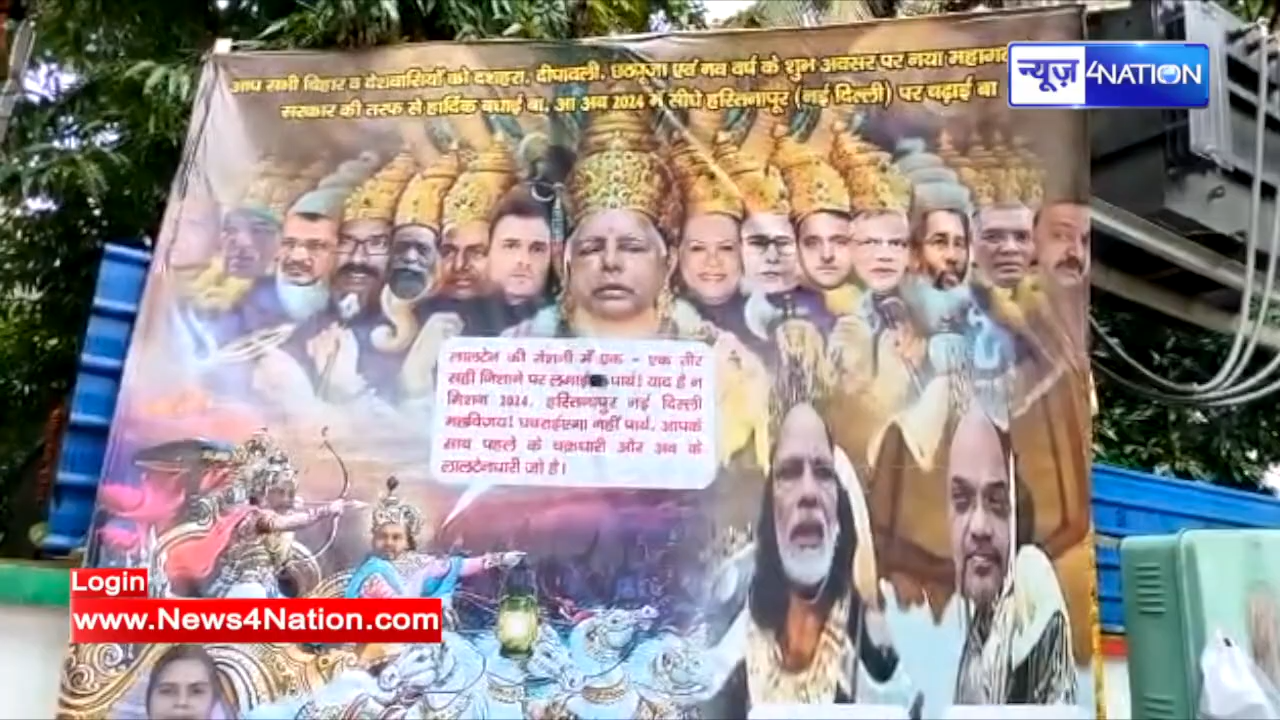 न्यूज़ 4NATION
आप सभी बिहार व देशवासियों को दशहरा, दीपावली, छठपूजा एवं नव वर्ष के शुभ अवसर पर नया महागठ
सरकार की तरफ से हार्दिक बधाई बा, आ अब 2024 में सीधे हस्तिनापुर (नई दिल्ली) पर चढ़ाई बा
लालटेन की रोशनी में एक - एक तीर
सही निशाने पर पार्थ! याद है न
मिशन 2024, हस्तिनापुर नई दिल्ली
महाविजय! घबराईएगा नहीं पार्थ, आपके
साथ पहले के चक्रधारी और अब के
लालटेनधारी जो है।
Login
www.News4Nation.com